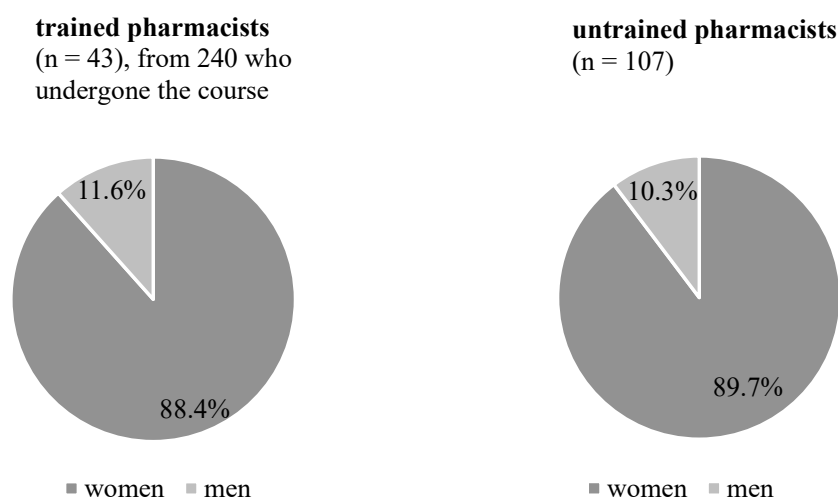 trained pharmacists
(n = 43), from 240 who
undergone the course
11.6%
88.4%
women men
untrained pharmacists
(n = 107)
10.3%
89.7%
women men